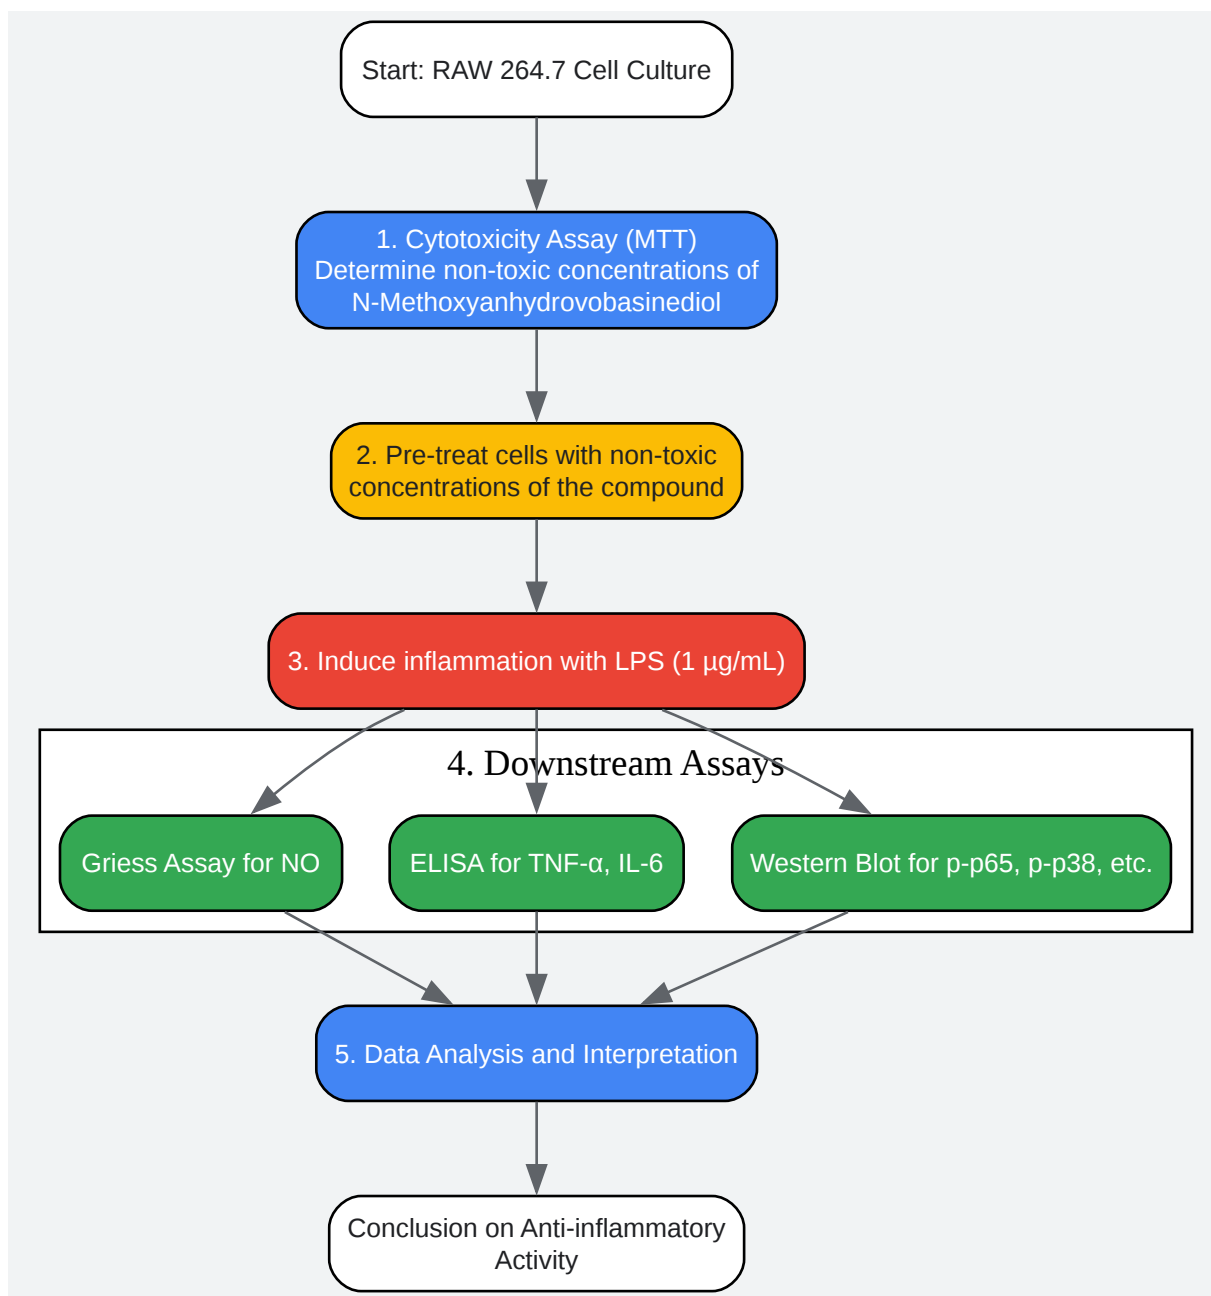 Start: RAW 264.7 Cell Culture
1. Cytotoxicity Assay (MTT)
Determine non-toxic concentrations of
N-Methoxyanhydrovobasinediol
2. Pre-treat cells with non-toxic
concentrations of the compound
3. Induce inflammation with LPS (1 µg/mL)
4. Downstream Assays
Griess Assay for NO
ELISA for TNF-α, IL-6
Western Blot for p-p65, p-p38, etc.
5. Data Analysis and Interpretation
Conclusion on Anti-inflammatory
Activity